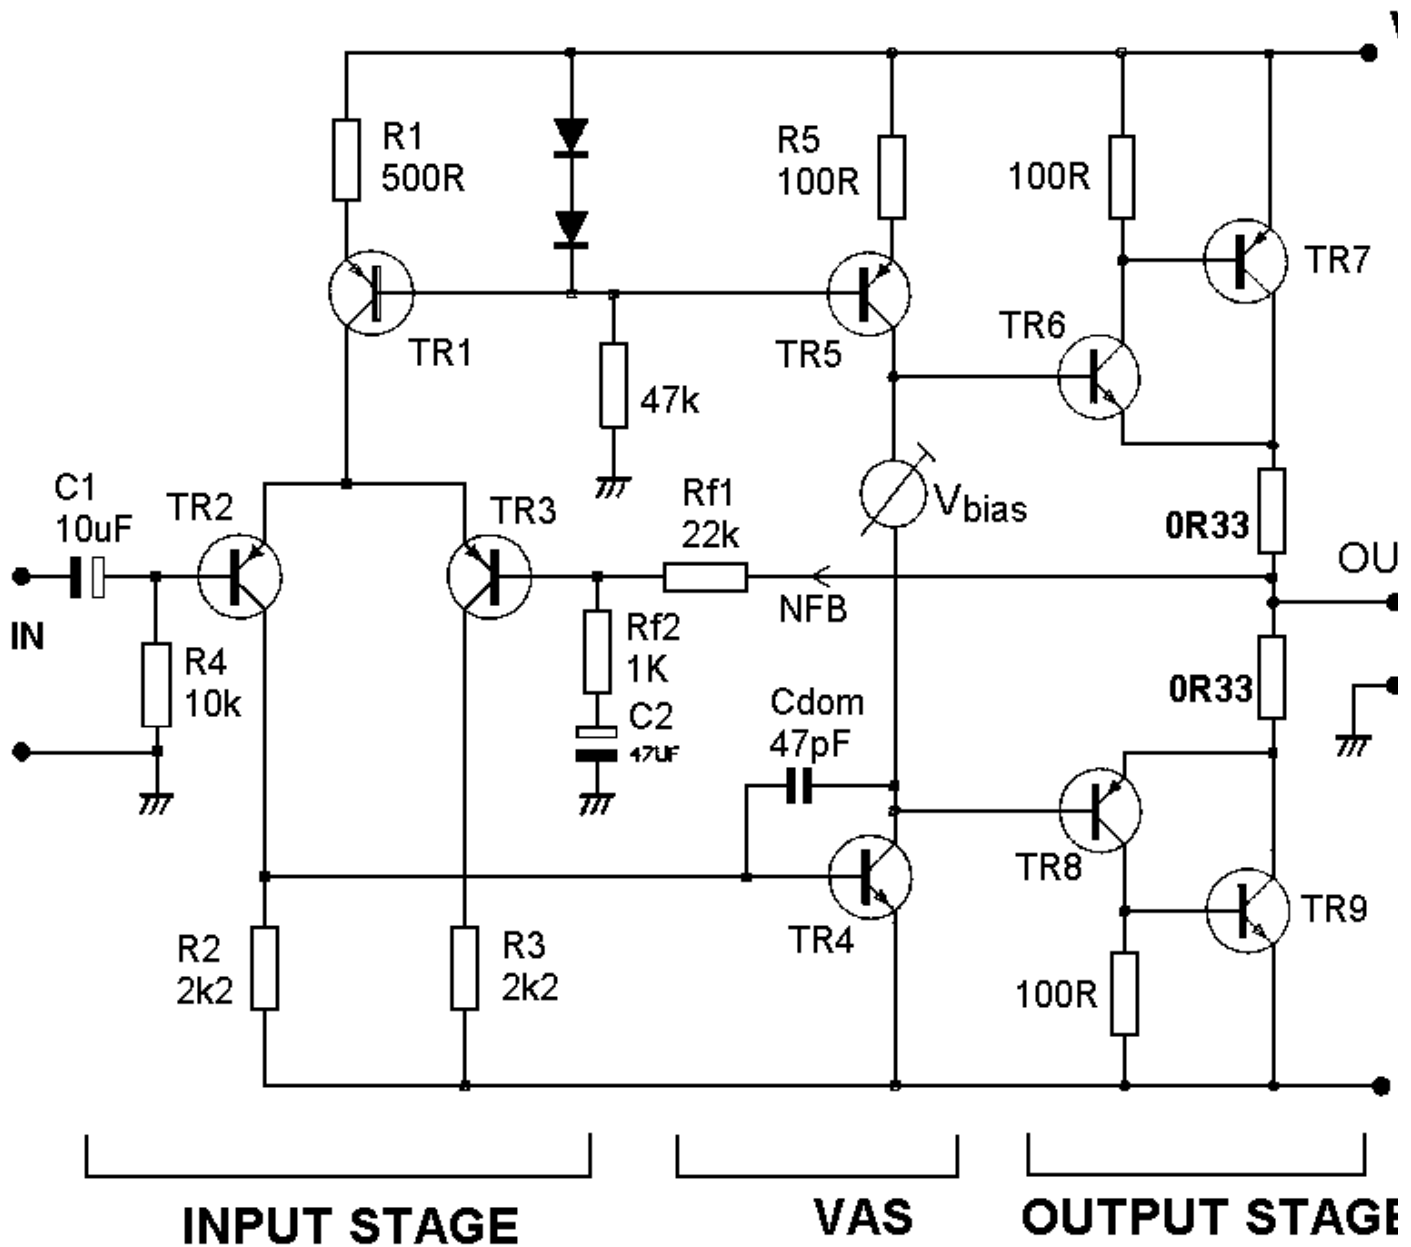 R1
500R
R5
100R
100R
TR7
TR1
TR5
TR6
47k
C1
10uF
TR2
TR3
Rf1
22k
Vbias
0R33
OU
IN
NFB
R4
10k
Rf2
1K
C2
47UF
Cdom
47pF
0R33
TR8
TR4
TR9
R2
2k2
R3
2k2
100R
INPUT STAGE
VAS
OUTPUT STAGE